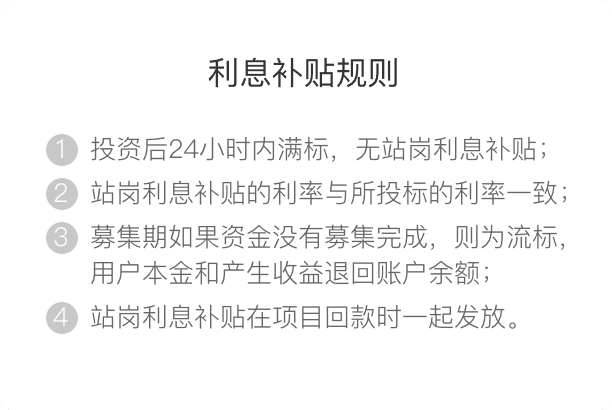 利息补贴规则
1 投资后24小时内满标，无站岗利息补贴；
2 站岗利息补贴的利率与所投标的利率一致；
3 募集期如果资金没有募集完成，则为流标，
用户本金和产生收益退回账户余额；
4 站岗利息补贴在项目回款时一起发放。